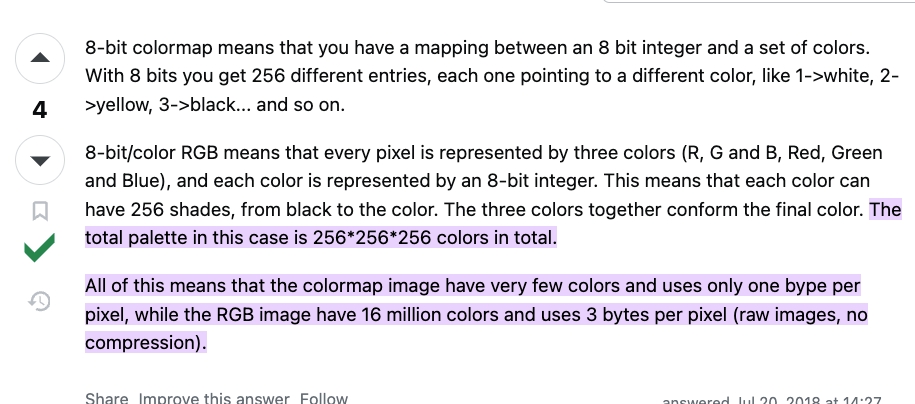 8-bit colormap means that you have a mapping between an 8 bit integer and a set of colors.
With 8 bits you get 256 different entries, each one pointing to a different color, like 1->white, 2-
>yellow, 3->black... and so on.
4
8-bit/color RGB means that every pixel is represented by three colors (R, G and B, Red, Green
and Blue), and each color is represented by an 8-bit integer. This means that each color can
have 256 shades, from black to the color. The three colors together conform the final color. The
total palette in this case is 256*256*256 colors in total.
All of this means that the colormap image have very few colors and uses only one bype per
pixel, while the RGB image have 16 million colors and uses 3 bytes per pixel (raw images, no
compression).
Share Improve this answer Follow
answered Jul 20, 2018 at 14:27